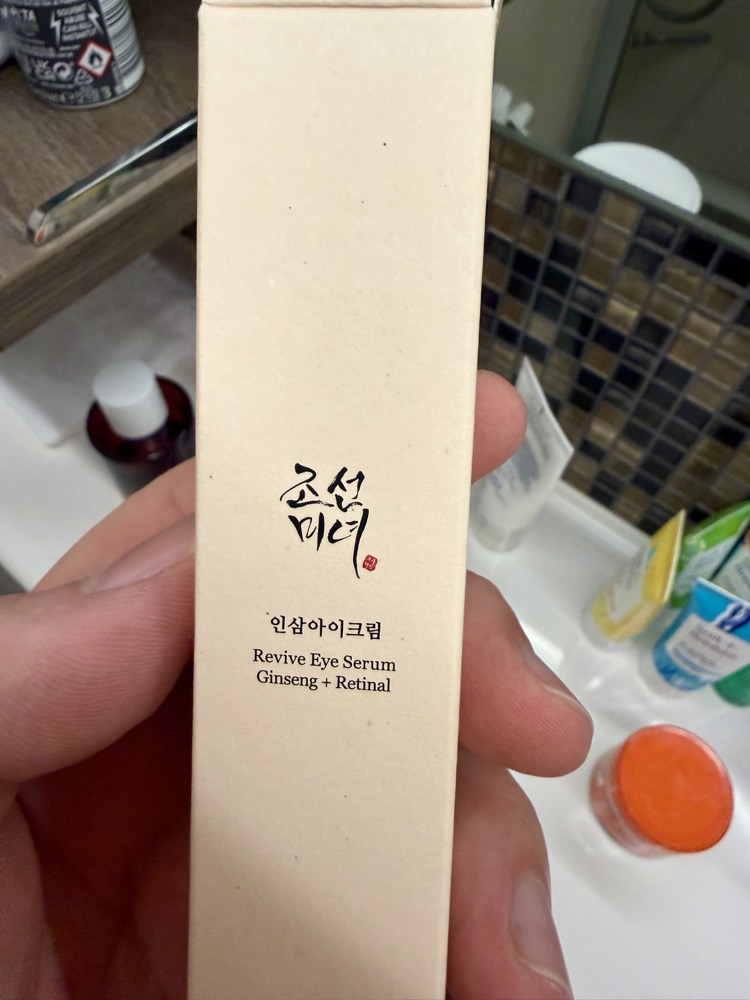 조선
미녀
인삼아이크림
Revive Eye Serum
Ginseng + Retinal